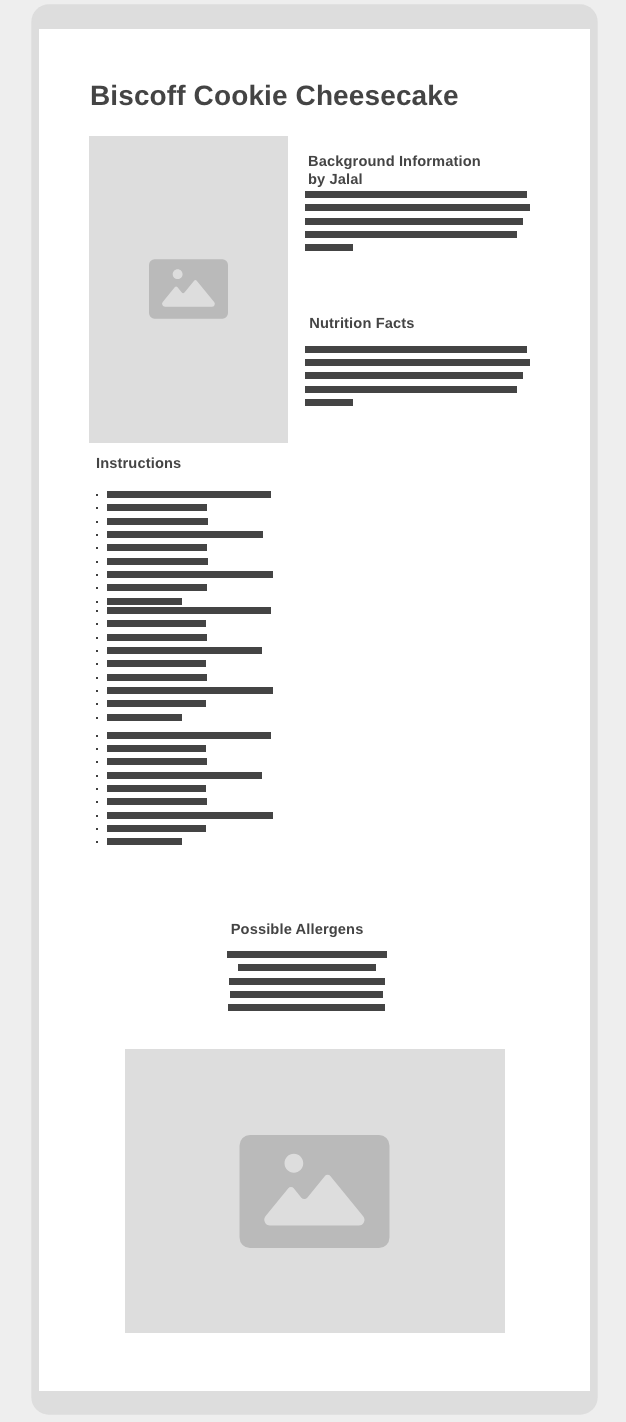 Biscoff Cookie Cheesecake
Background Information
by Jalal
Nutrition Facts
Instructions
Possible Allergens